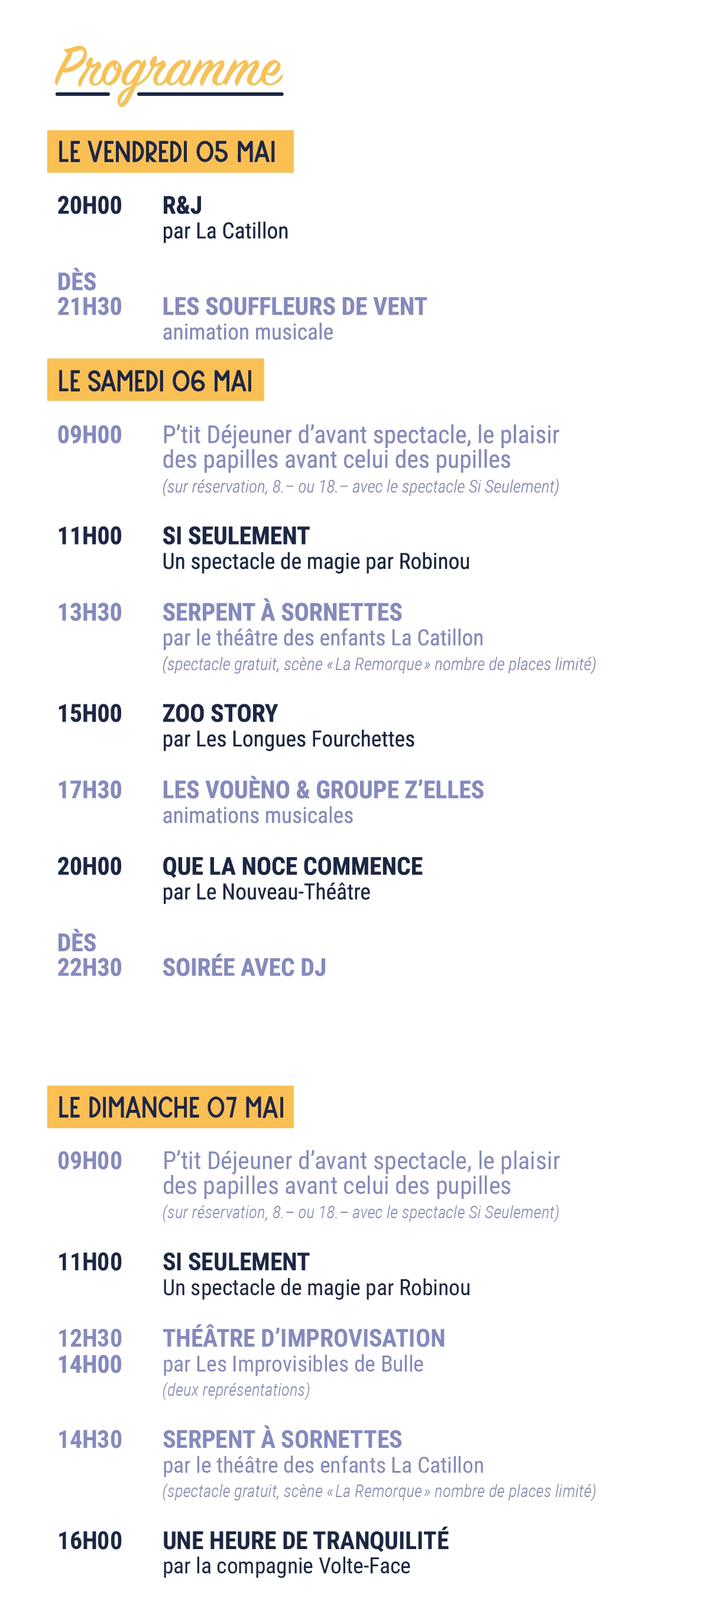 Programme
LE VENDREDI 05 MAI
20H00 R&J
par La Catillon
DÈS
21H30 LES SOUFFLEURS DE VENT
animation musicale
LE SAMEDI 06 MAI
09H00 P'tit Déjeuner d'avant spectacle, le plaisir
des papilles avant celui des pupilles
(sur réservation, 8.– ou 18.– avec le spectacle Si Seulement)
11H00 SI SEULEMENT
Un spectacle de magie par Robinou
13H30 SERPENT À SORNETTES
par le théâtre des enfants La Catillon
(spectacle gratuit, scène «La Remorque» nombre de places limité)
15H00 ZOO STORY
par Les Longues Fourchettes
17H30 LES VOUÈNO & GROUPE Z'ELLES
animations musicales
20H00 QUE LA NOCE COMMENCE
par Le Nouveau-Théâtre
DÈS
22H30 SOIRÉE AVEC DJ
LE DIMANCHE 07 MAI
09H00 P'tit Déjeuner d'avant spectacle, le plaisir
des papilles avant celui des pupilles
(sur réservation, 8.– ou 18.– avec le spectacle Si Seulement)
11H00 SI SEULEMENT
Un spectacle de magie par Robinou
12H30 THÉÂTRE D'IMPROVISATION
14H00 par Les Improvisibles de Bulle
(deux représentations)
14H30 SERPENT À SORNETTES
par le théâtre des enfants La Catillon
(spectacle gratuit, scène «La Remorque» nombre de places limité)
16H00 UNE HEURE DE TRANQUILITÉ
par la compagnie Volte-Face